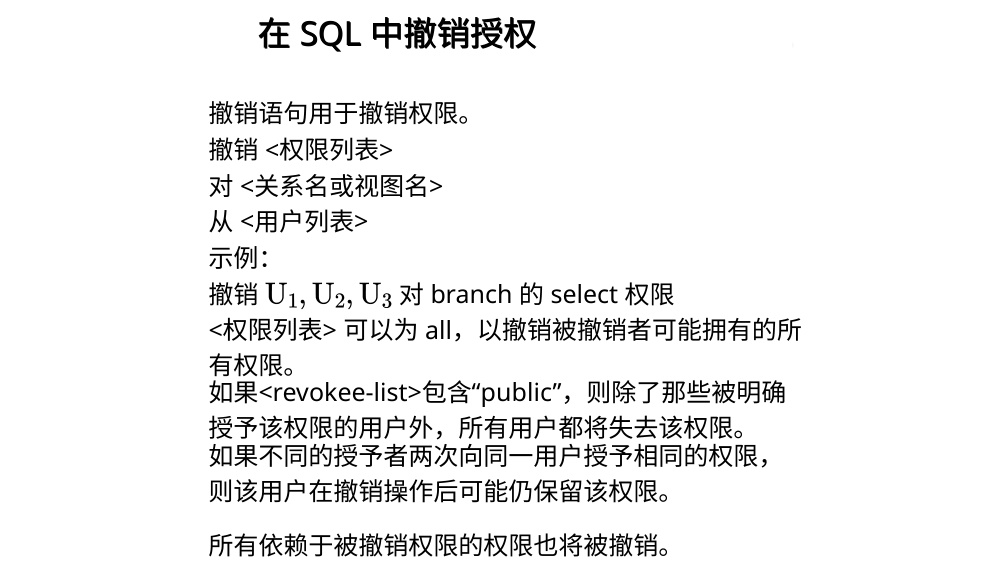 在 SQL 中撤销授权
撤销语句用于撤销权限。
撤销 <权限列表>
对 <关系名或视图名>
从 <用户列表>
示例：
撤销 U₁, U₂, U₃ 对 branch 的 select 权限
<权限列表> 可以为 all，以撤销被撤销者可能拥有的所
有权限。
如果<revokee-list>包含“public”，则除了那些被明确
授予该权限的用户外，所有用户都将失去该权限。
如果不同的授予者两次向同一用户授予相同的权限，
则该用户在撤销操作后可能仍保留该权限。
所有依赖于被撤销权限的权限也将被撤销。